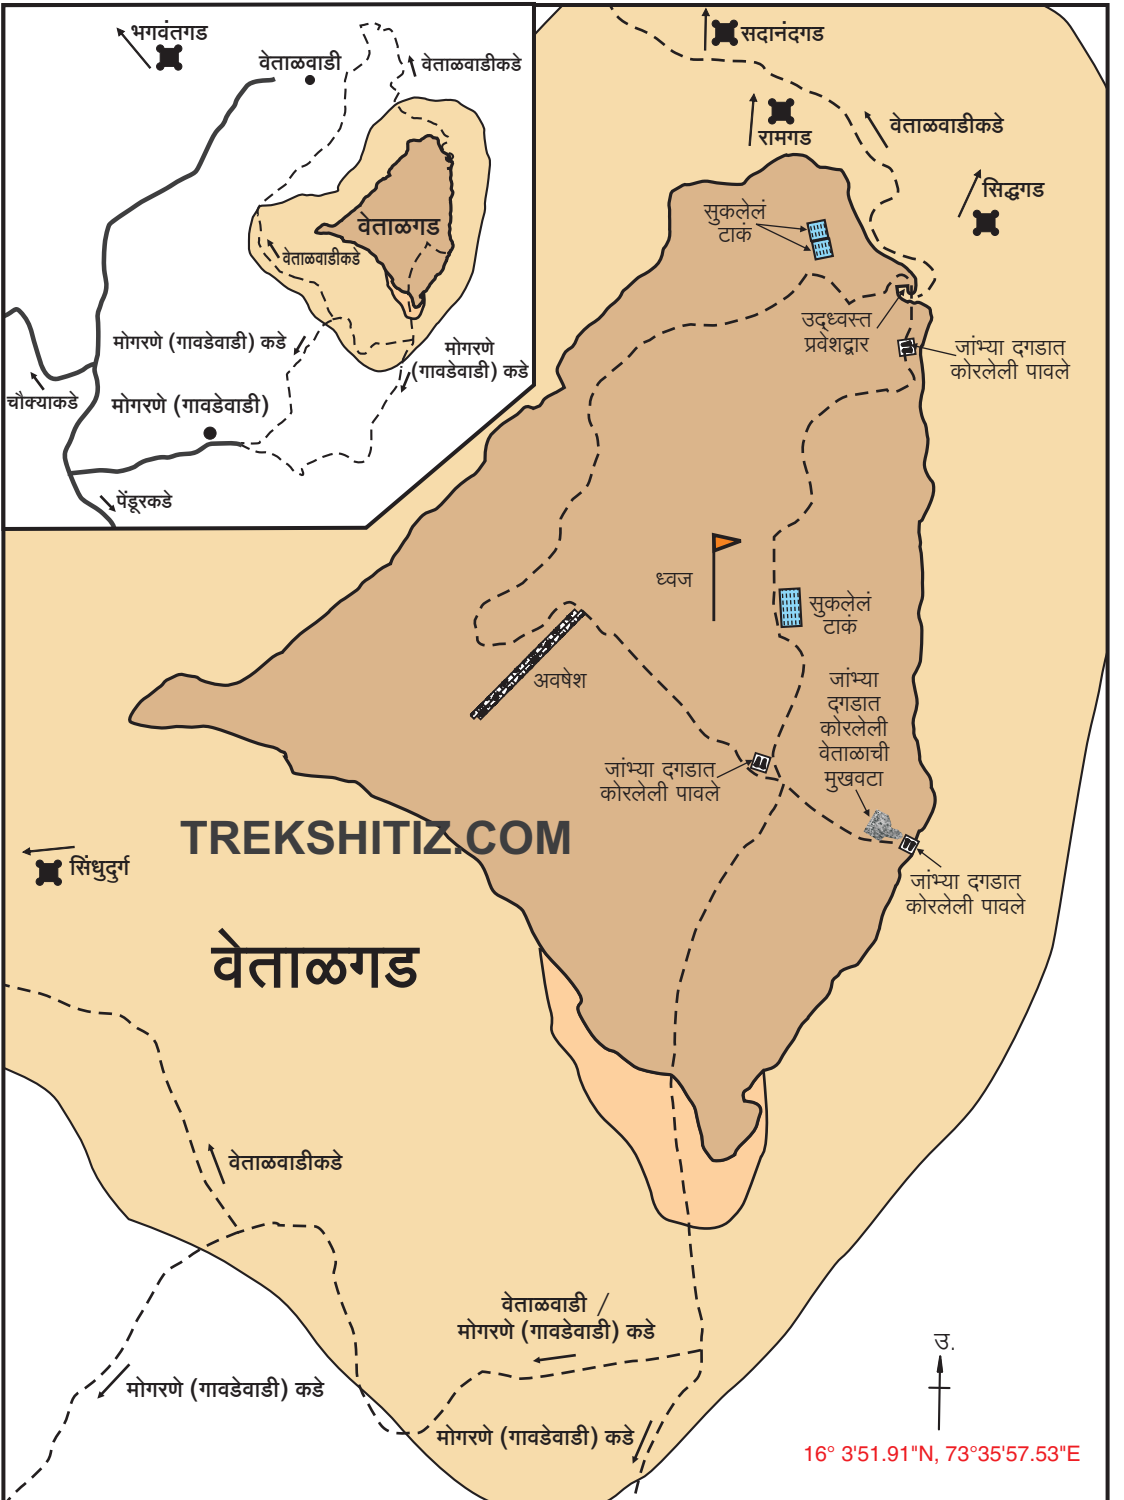 भगवंतगड
वेताळवाडी
वेताळवाडीकडे
वेताळगड
वेताळवाडीकडे
मोगरणे (गावडेवाडी) कडे
मोगरणे
(गावडेवाडी) कडे
चौक्याकडे
मोगरणे (गावडेवाडी)
पेंडूरकडे
सदानंदगड
रामगड
वेताळवाडीकडे
सिद्धगड
सुकलेलं
टाकं
उद्ध्वस्त
प्रवेशद्वार
जांभ्या दगडात
कोरलेली पावले
ध्वज
सुकलेलं
टाकं
अवषेश
जांभ्या
दगडात
कोरलेली
वेताळाची
मुखवटा
जांभ्या दगडात
कोरलेली पावले
TREKSHITIZ.COM
सिंधुदुर्ग
जांभ्या दगडात
कोरलेली पावले
वेताळगड
वेताळवाडीकडे
वेताळवाडी /
मोगरणे (गावडेवाडी) कडे
मोगरणे (गावडेवाडी) कडे
मोगरणे (गावडेवाडी) कडे
उ.
16° 3'51.91"N, 73°35'57.53"E